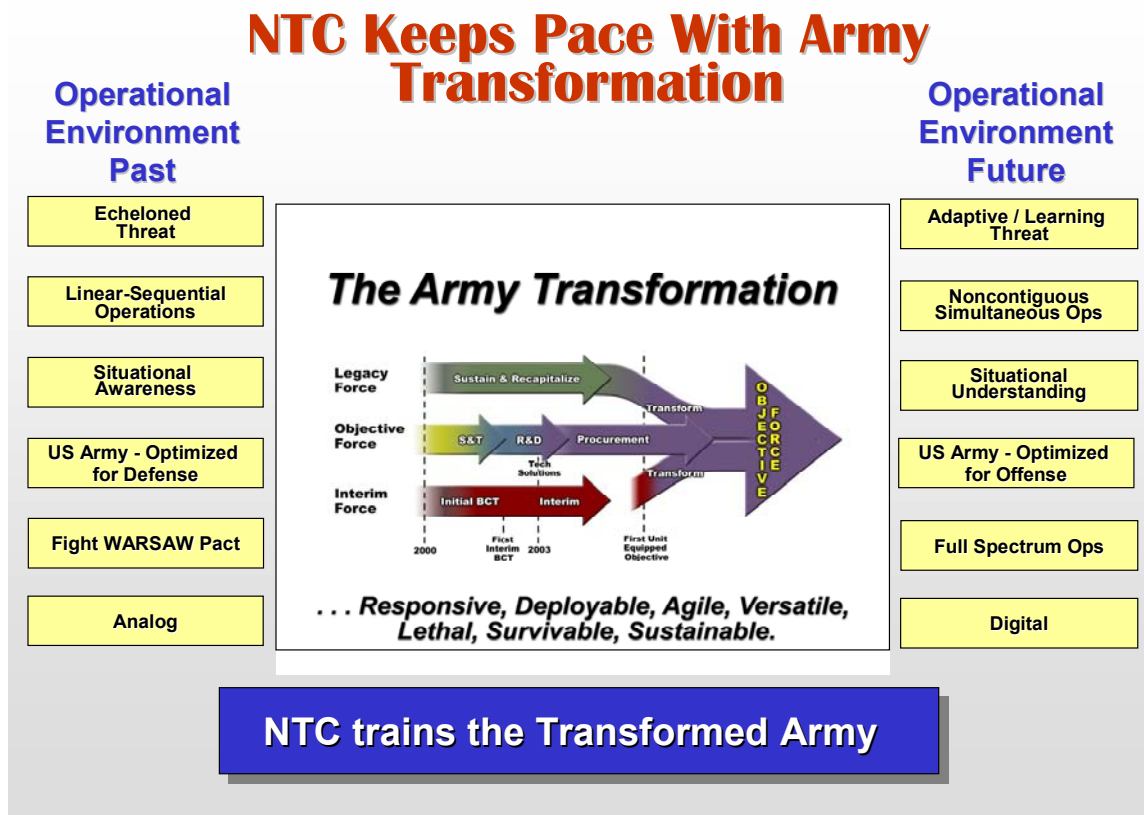 NTC Keeps Pace With Army
Transformation
Operational
Environment
Past
Echeloned
Threat
Linear-Sequential
Operations
Situational
Awareness
US Army - Optimized
for Defense
Fight WARSAW Pact
Analog
The Army Transformation
Legacy
Force
Sustain & Recapitalize
Transform
Objective
Force
S&T
R&D
Procurement
Tech
Solutions
Transform
Interim
Force
Initial BCT
Interim
OBJECTIVE
FORCE
2000
First
Interim
BCT
2003
First Unit
Equipped
Objective
. . . Responsive, Deployable, Agile, Versatile,
Lethal, Survivable, Sustainable.
Operational
Environment
Future
Adaptive / Learning
Threat
Noncontiguous
Simultaneous Ops
Situational
Understanding
US Army - Optimized
for Offense
Full Spectrum Ops
Digital
NTC trains the Transformed Army